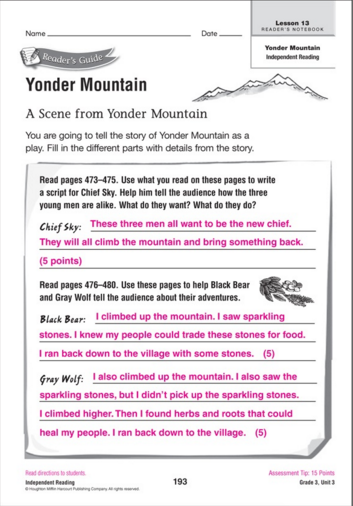 Lesson 13
READER'S NOTEBOOK
Name
Date
Yonder Mountain
Independent Reading
Reader's Guide
Yonder Mountain
A Scene from Yonder Mountain
You are going to tell the story of Yonder Mountain as a
play. Fill in the different parts with details from the story.
Read pages 473–475. Use what you read on these pages to write
a script for Chief Sky. Help him tell the audience how the three
young men are alike. What do they want? What do they do?
Chief Sky: These three men all want to be the new chief.
They will all climb the mountain and bring something back.
(5 points)
Read pages 476–480. Use these pages to help Black Bear
and Gray Wolf tell the audience about their adventures.
Black Bear: I climbed up the mountain. I saw sparkling
stones. I knew my people could trade these stones for food.
I ran back down to the village with some stones. (5)
Gray Wolf: I also climbed up the mountain. I also saw the
sparkling stones, but I didn't pick up the sparkling stones.
I climbed higher. Then I found herbs and roots that could
heal my people. I ran back down to the village. (5)
Read directions to students.
Assessment Tip: 15 Points
Independent Reading
193
Grade 3, Unit 3
© Houghton Mifflin Harcourt Publishing Company. All rights reserved.